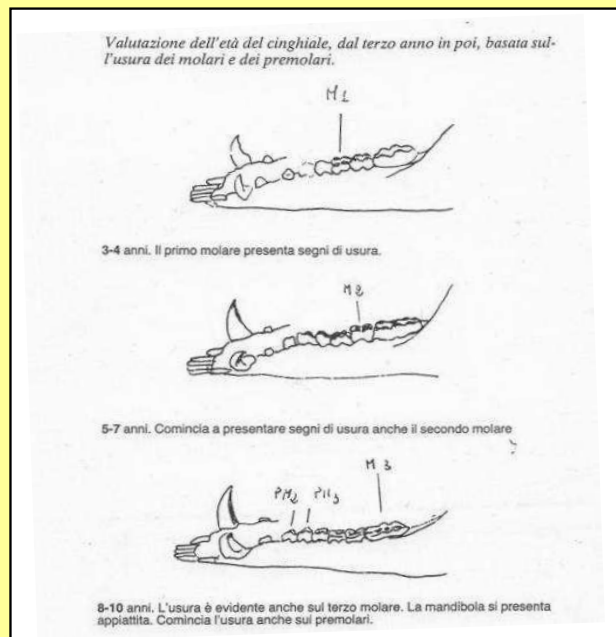 Valutazione dell'età del cinghiale, dal terzo anno in poi, basata sul-
l'usura dei molari e dei premolari.
M1
3-4 anni. Il primo molare presenta segni di usura.
M2
5-7 anni. Comincia a presentare segni di usura anche il secondo molare
PM2 PM3 M3
8-10 anni. L'usura è evidente anche sul terzo molare. La mandibola si presenta
appiattita. Comincia l'usura anche sui premolari.